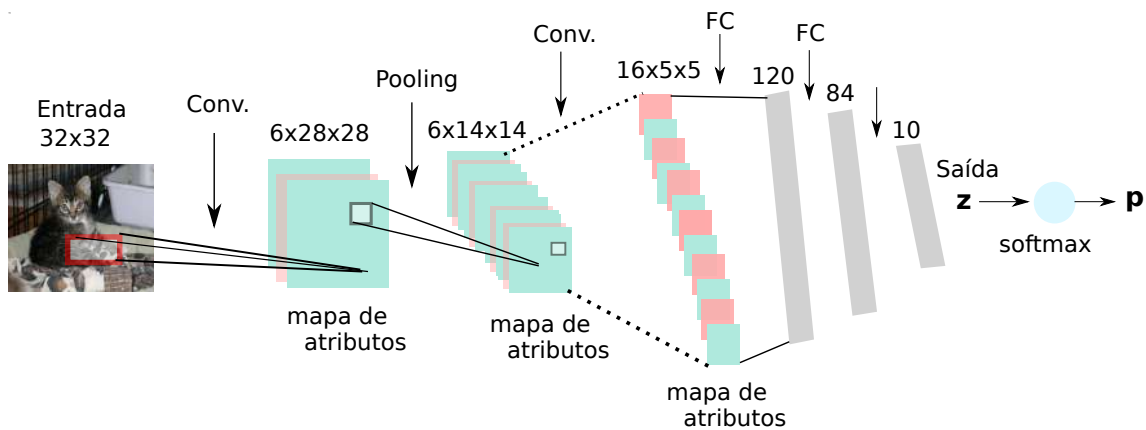 Entrada
32x32
Conv.
6x28x28
mapa de
atributos
Pooling
6x14x14
mapa de
atributos
Conv.
16x5x5
mapa de
atributos
FC
120
FC
84
10
Saída
z
softmax
p